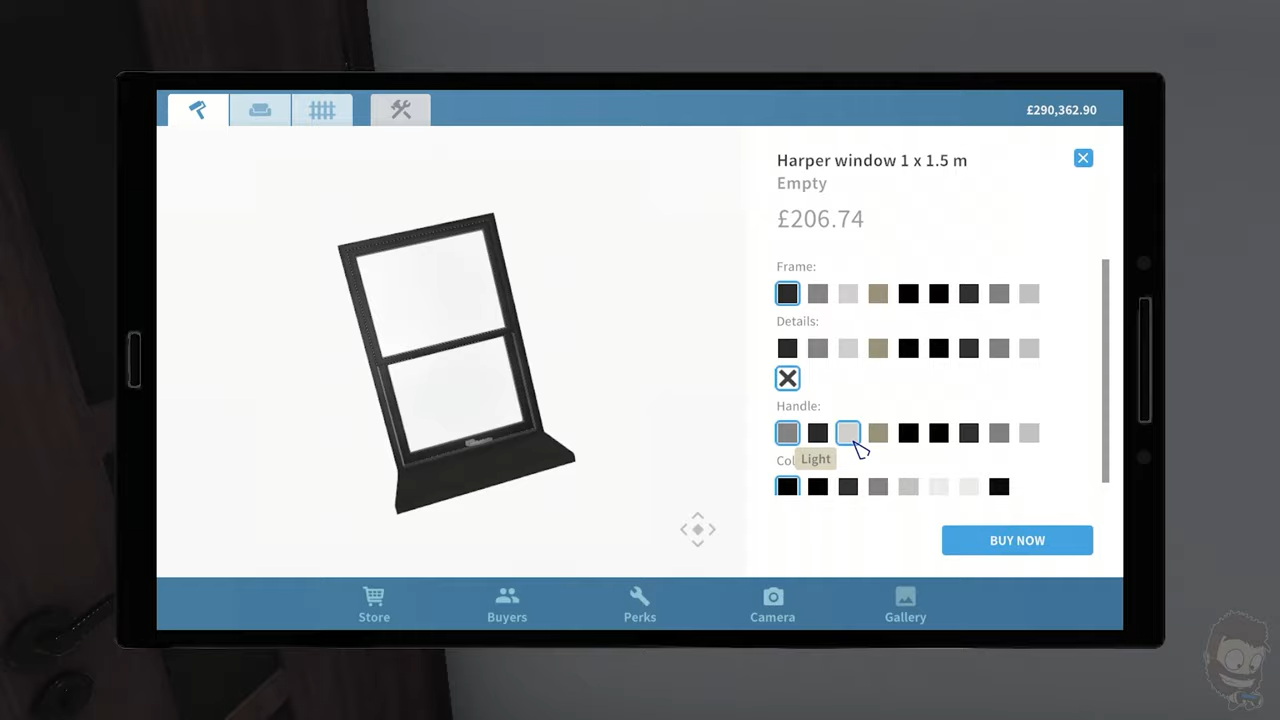 £290,362.90
Harper window 1 x 1.5 m
Empty
£206.74
Frame:
Details:
Handle:
Light
Col
BUY NOW
Store
Buyers
Perks
Camera
Gallery